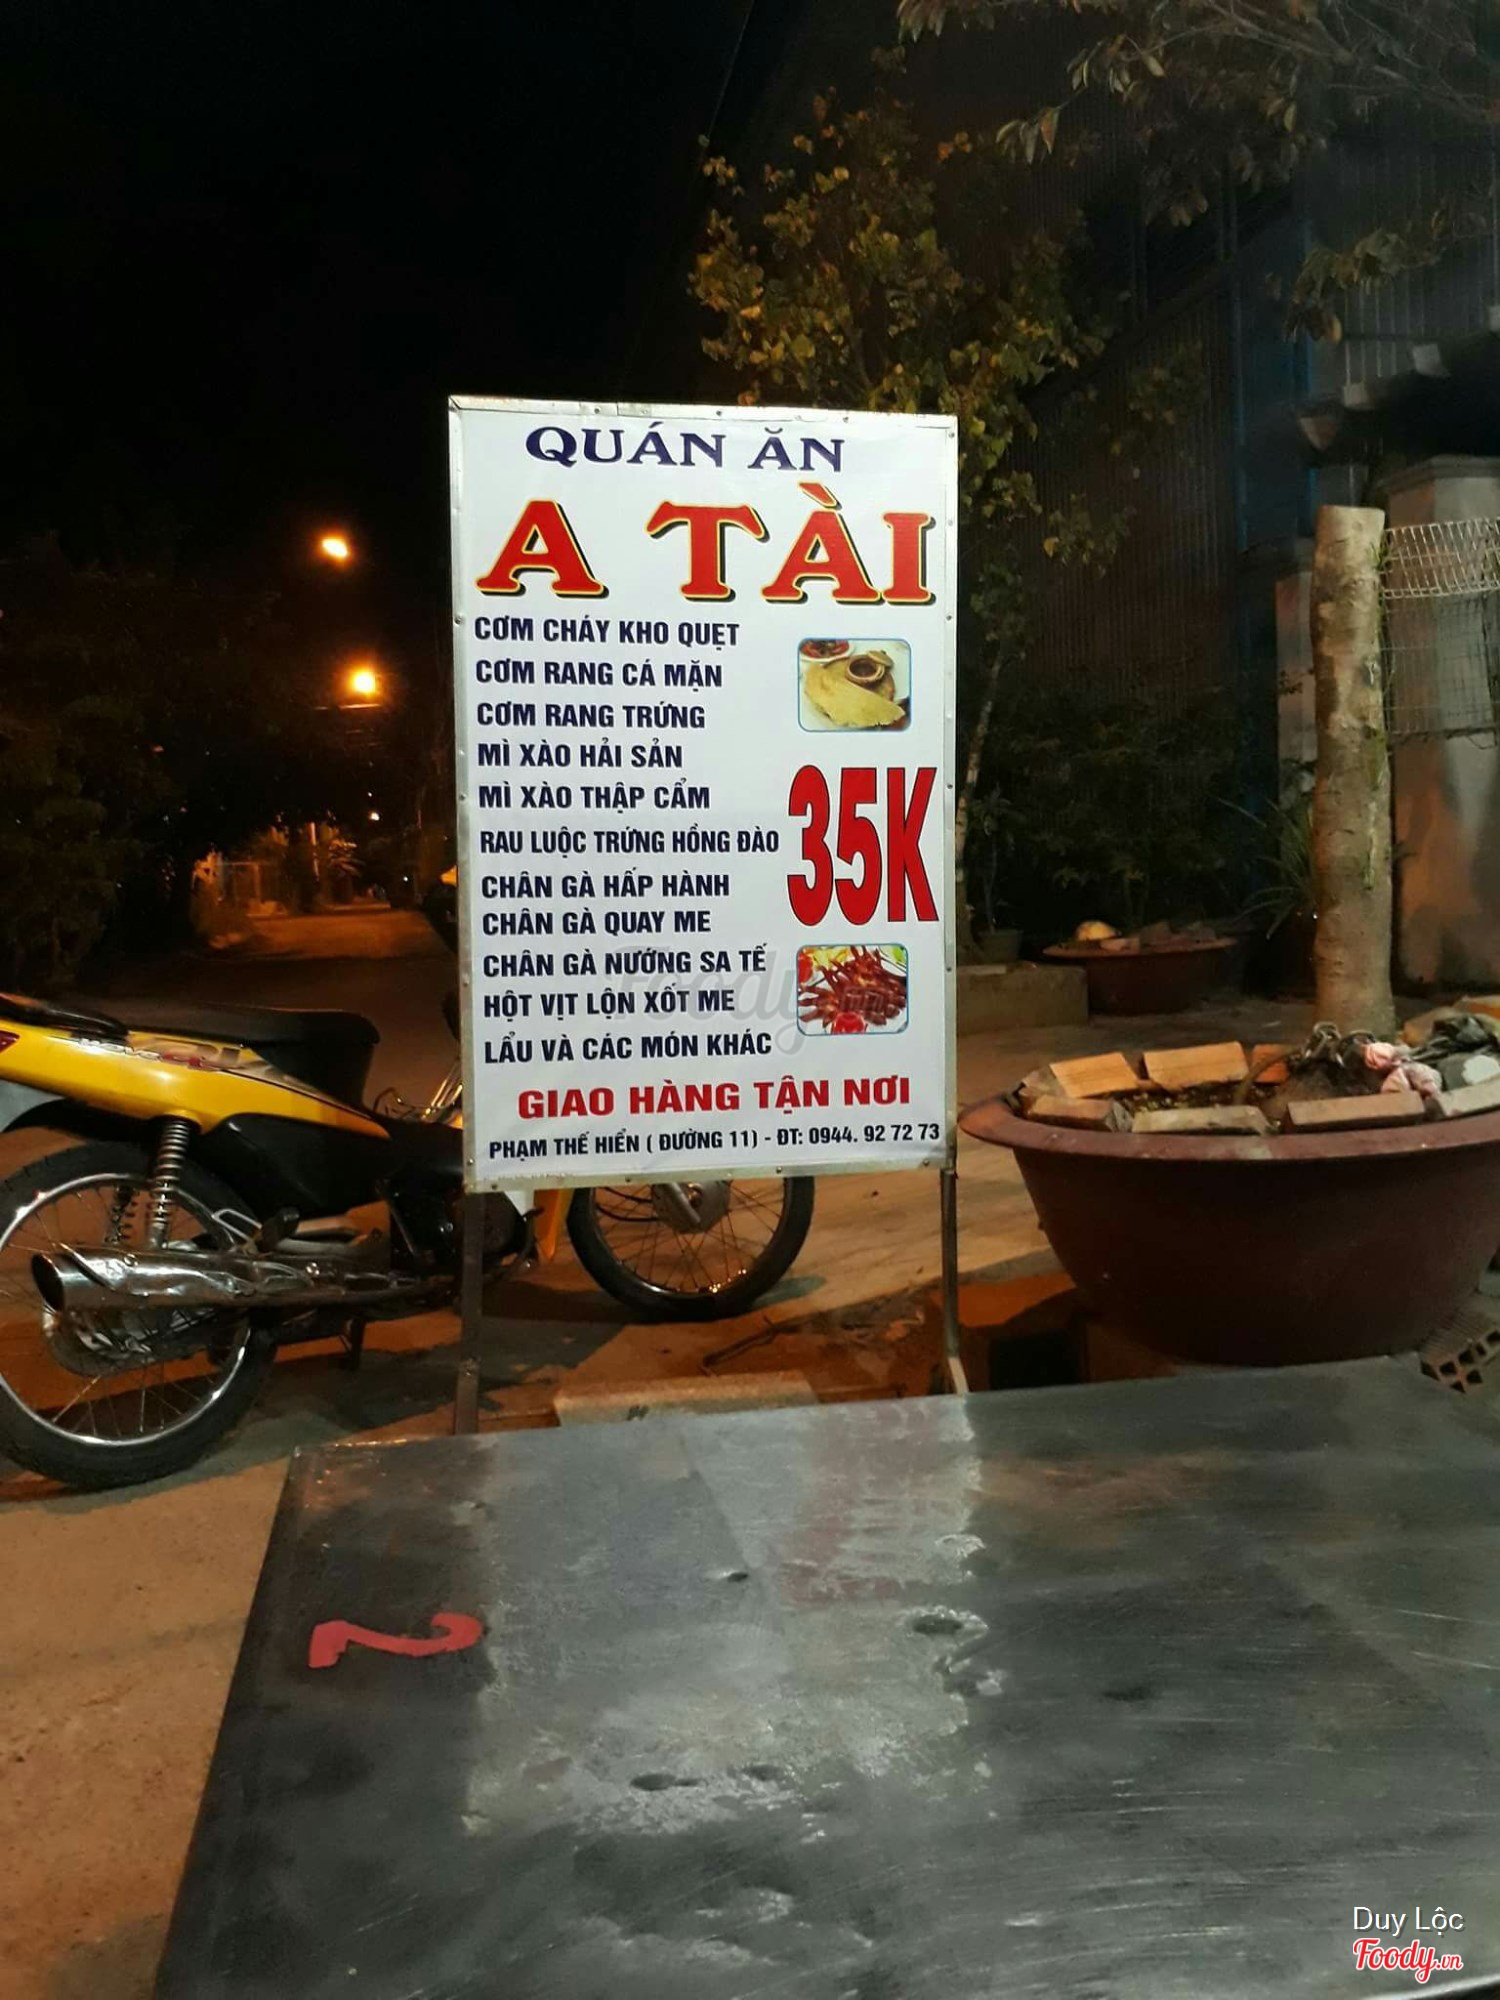 QUÁN ĂN
A TÀI
CƠM CHÁY KHO QUẸT
CƠM RANG CÁ MẶN
CƠM RANG TRỨNG
MÌ XÀO HẢI SẢN
MÌ XÀO THẬP CẨM
RAU LUỘC TRỨNG HỒNG ĐÀO
CHÂN GÀ HẤP HÀNH
CHÂN GÀ QUAY ME
CHÂN GÀ NƯỚNG SA TẾ
HỘT VỊT LỘN XỐT ME
LẨU VÀ CÁC MÓN KHÁC
35K
GIAO HÀNG TẬN NƠI
PHẠM THẾ HIỂN ( ĐƯỜNG 11) - ĐT: 0944. 92 72 73
Foody.vn
2
Duy Lộc
Foody.vn